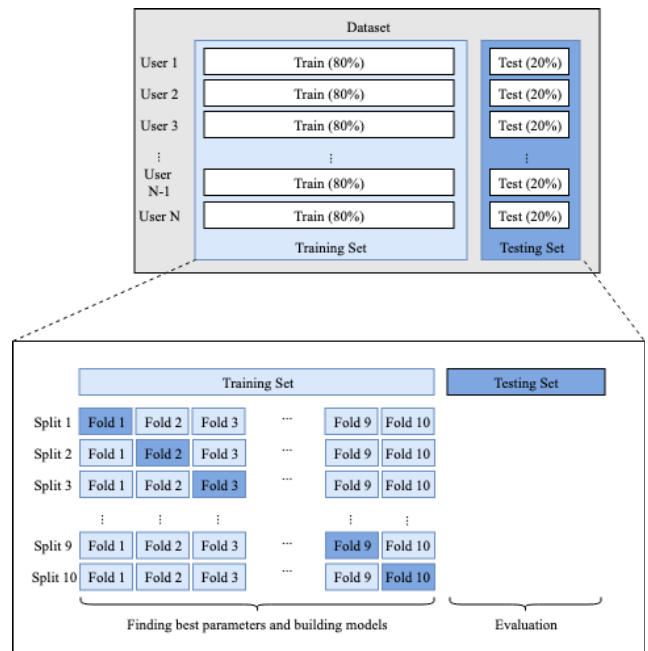 Dataset
User 1 Train (80%) Test (20%)
User 2 Train (80%) Test (20%)
User 3 Train (80%) Test (20%)
⋮ ⋮ ⋮
User
N-1 Train (80%) Test (20%)
User N Train (80%) Test (20%)
Training Set Testing Set
Training Set Testing Set
Split 1 Fold 1 Fold 2 Fold 3 ... Fold 9 Fold 10
Split 2 Fold 1 Fold 2 Fold 3 ... Fold 9 Fold 10
Split 3 Fold 1 Fold 2 Fold 3 ... Fold 9 Fold 10
⋮ ⋮ ⋮ ⋮ ⋮
Split 9 Fold 1 Fold 2 Fold 3 ... Fold 9 Fold 10
Split 10 Fold 1 Fold 2 Fold 3 ... Fold 9 Fold 10
Finding best parameters and building models Evaluation